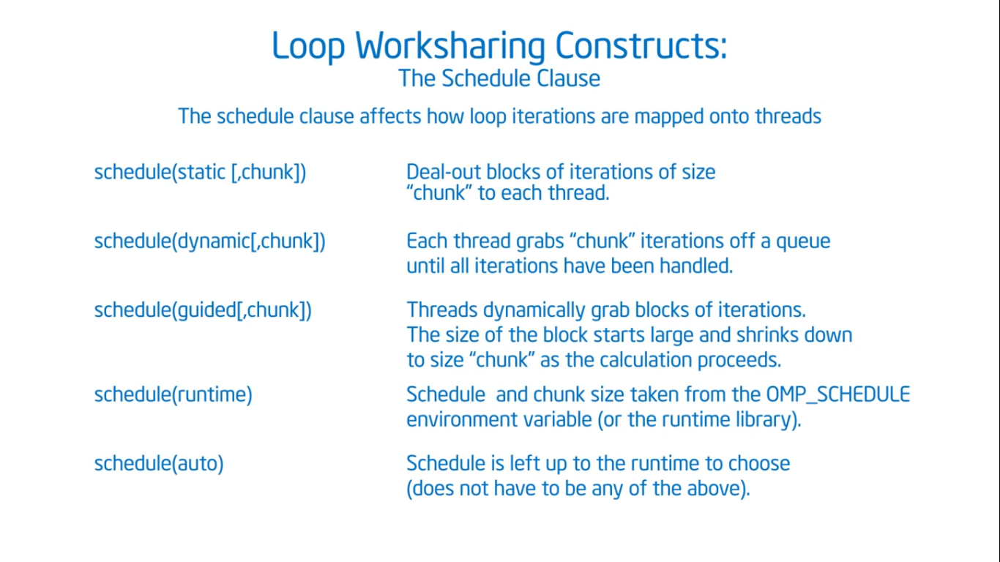 Loop Worksharing Constructs:
The Schedule Clause
The schedule clause affects how loop iterations are mapped onto threads
schedule(static [,chunk])
Deal-out blocks of iterations of size
“chunk” to each thread.
schedule(dynamic[,chunk])
Each thread grabs “chunk” iterations off a queue
until all iterations have been handled.
schedule(guided[,chunk])
Threads dynamically grab blocks of iterations.
The size of the block starts large and shrinks down
to size “chunk” as the calculation proceeds.
schedule(runtime)
Schedule  and chunk size taken from the OMP_SCHEDULE
environment variable (or the runtime library).
schedule(auto)
Schedule is left up to the runtime to choose
(does not have to be any of the above).